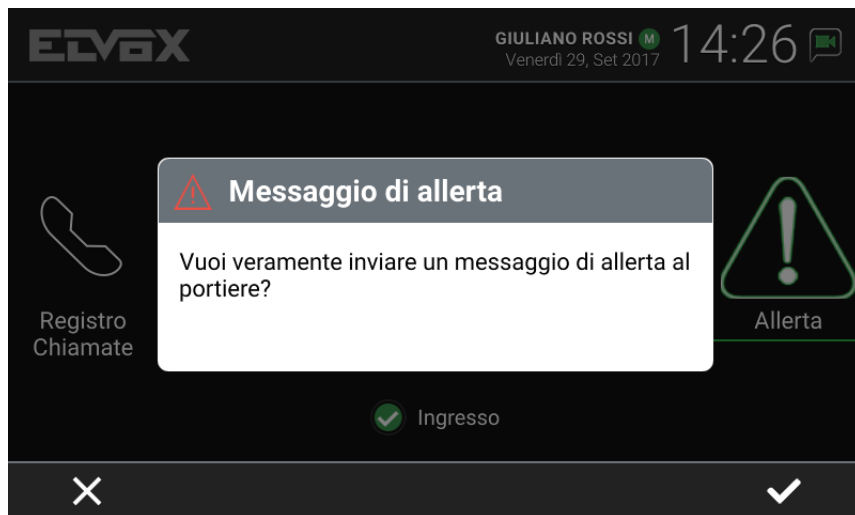 ELVOX
GIULIANO ROSSI M
Venerdì 29, Set 2017
14:26
Messaggio di allerta
Vuoi veramente inviare un messaggio di allerta al
portiere?
Registro
Chiamate
Allerta
Ingresso